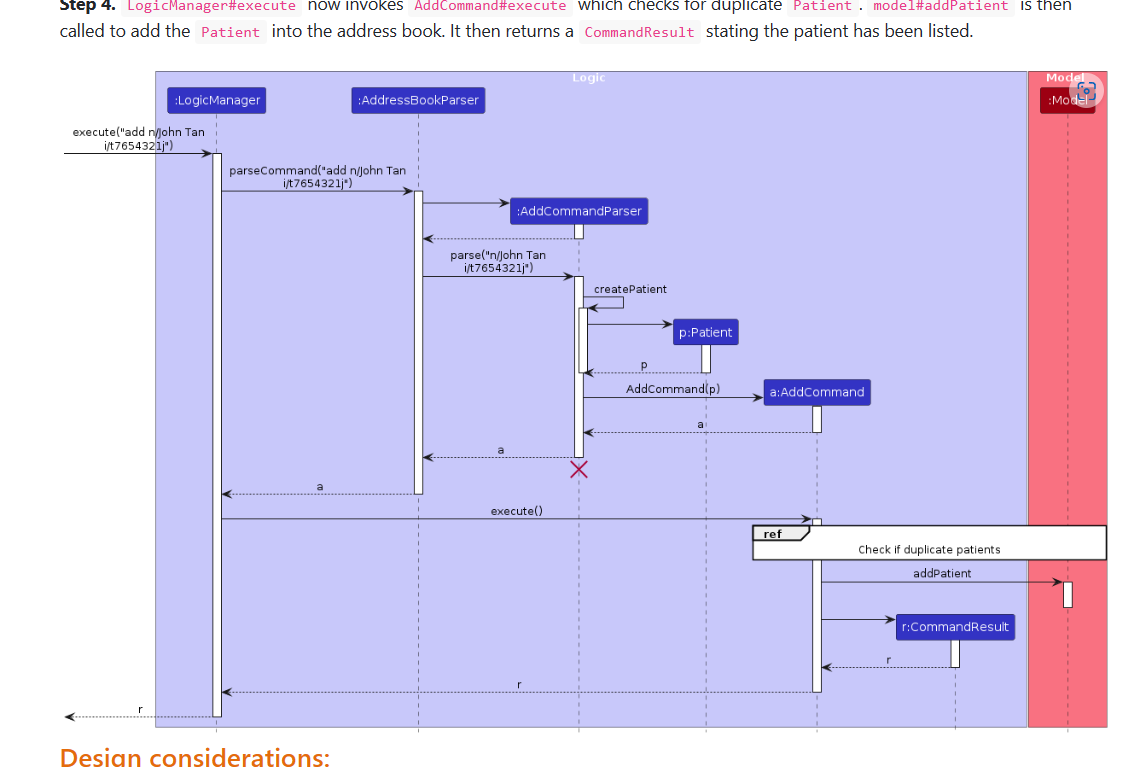 Step 4. LogicManager#execute now invokes AddCommand#execute which checks for duplicate Patient . model#addPatient is then
called to add the Patient into the address book. It then returns a CommandResult stating the patient has been listed.
Logic
Model
:LogicManager
:AddressBookParser
:Model
execute("add n/John Tan
i/t7654321j")
parseCommand("add n/John Tan
i/t7654321j")
:AddCommandParser
parse("n/John Tan
i/t7654321j")
createPatient
p:Patient
p
AddCommand(p)
a:AddCommand
a
a
a
execute()
ref
Check if duplicate patients
addPatient
r:CommandResult
r
r
r
Design considerations: